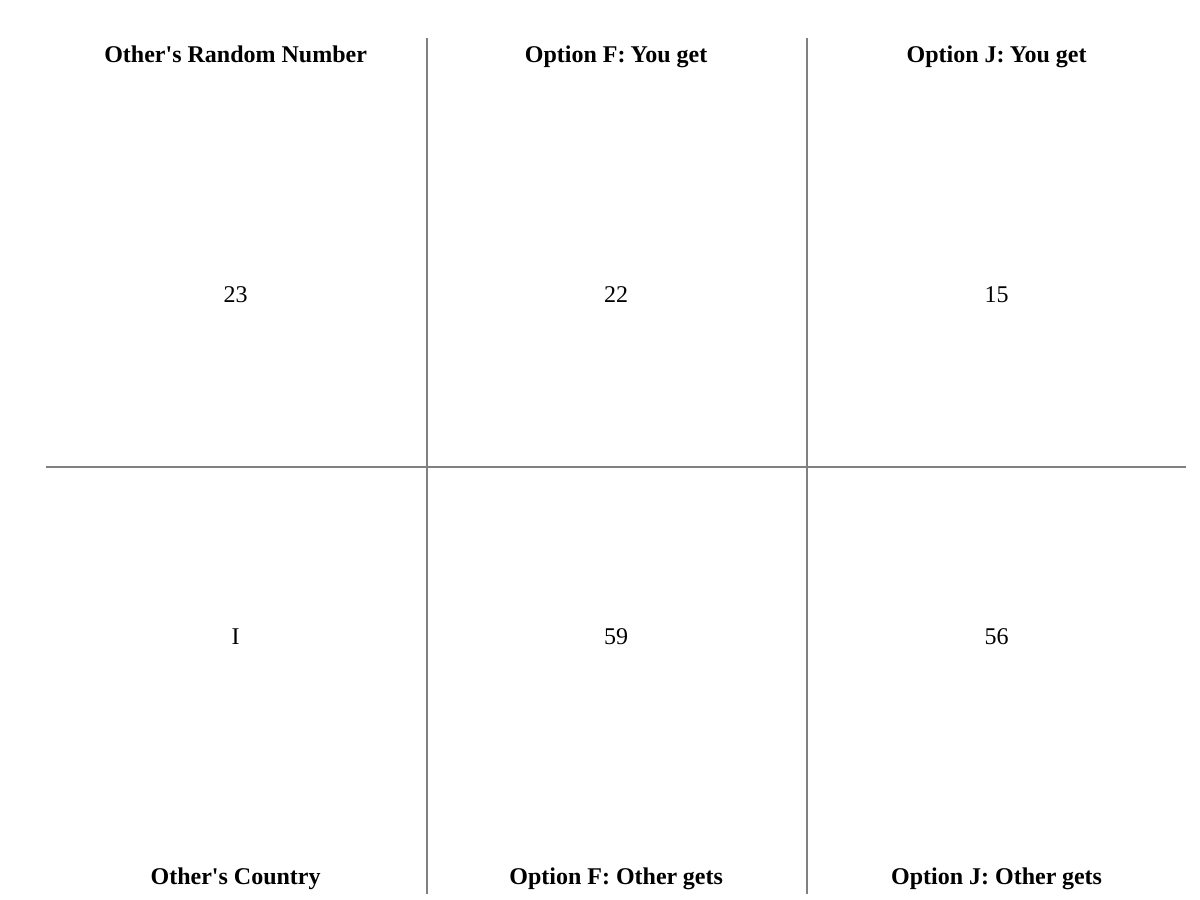 Other's Random Number
Option F: You get
Option J: You get
23
22
15
I
59
56
Other's Country
Option F: Other gets
Option J: Other gets